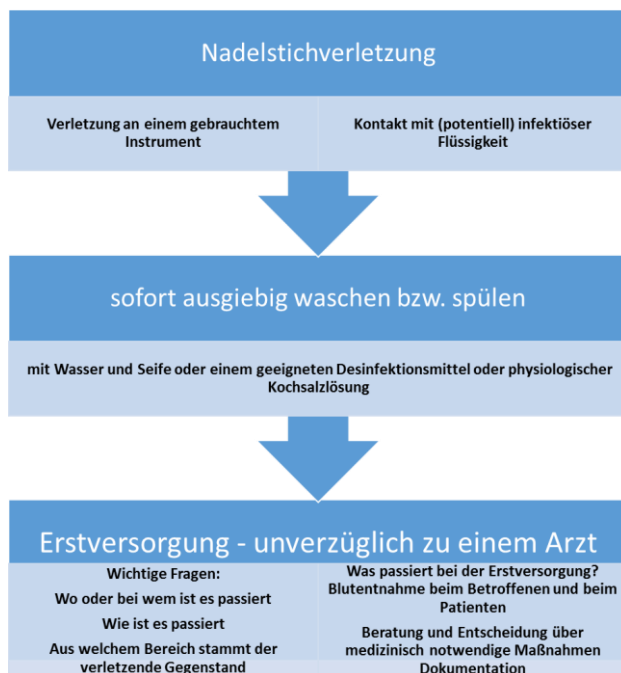 Nadelstichverletzung
Verletzung an einem gebrauchtem
Instrument
Kontakt mit (potentiell) infektiöser
Flüssigkeit
sofort ausgiebig waschen bzw. spülen
mit Wasser und Seife oder einem geeigneten Desinfektionsmittel oder physiologischer
Kochsalzlösung
Erstversorgung - unverzüglich zu einem Arzt
Wichtige Fragen:
Wo oder bei wem ist es passiert
Wie ist es passiert
Aus welchem Bereich stammt der
verletzende Gegenstand
Was passiert bei der Erstversorgung?
Blutentnahme beim Betroffenen und beim
Patienten
Beratung und Entscheidung über
medizinisch notwendige Maßnahmen
Dokumentation